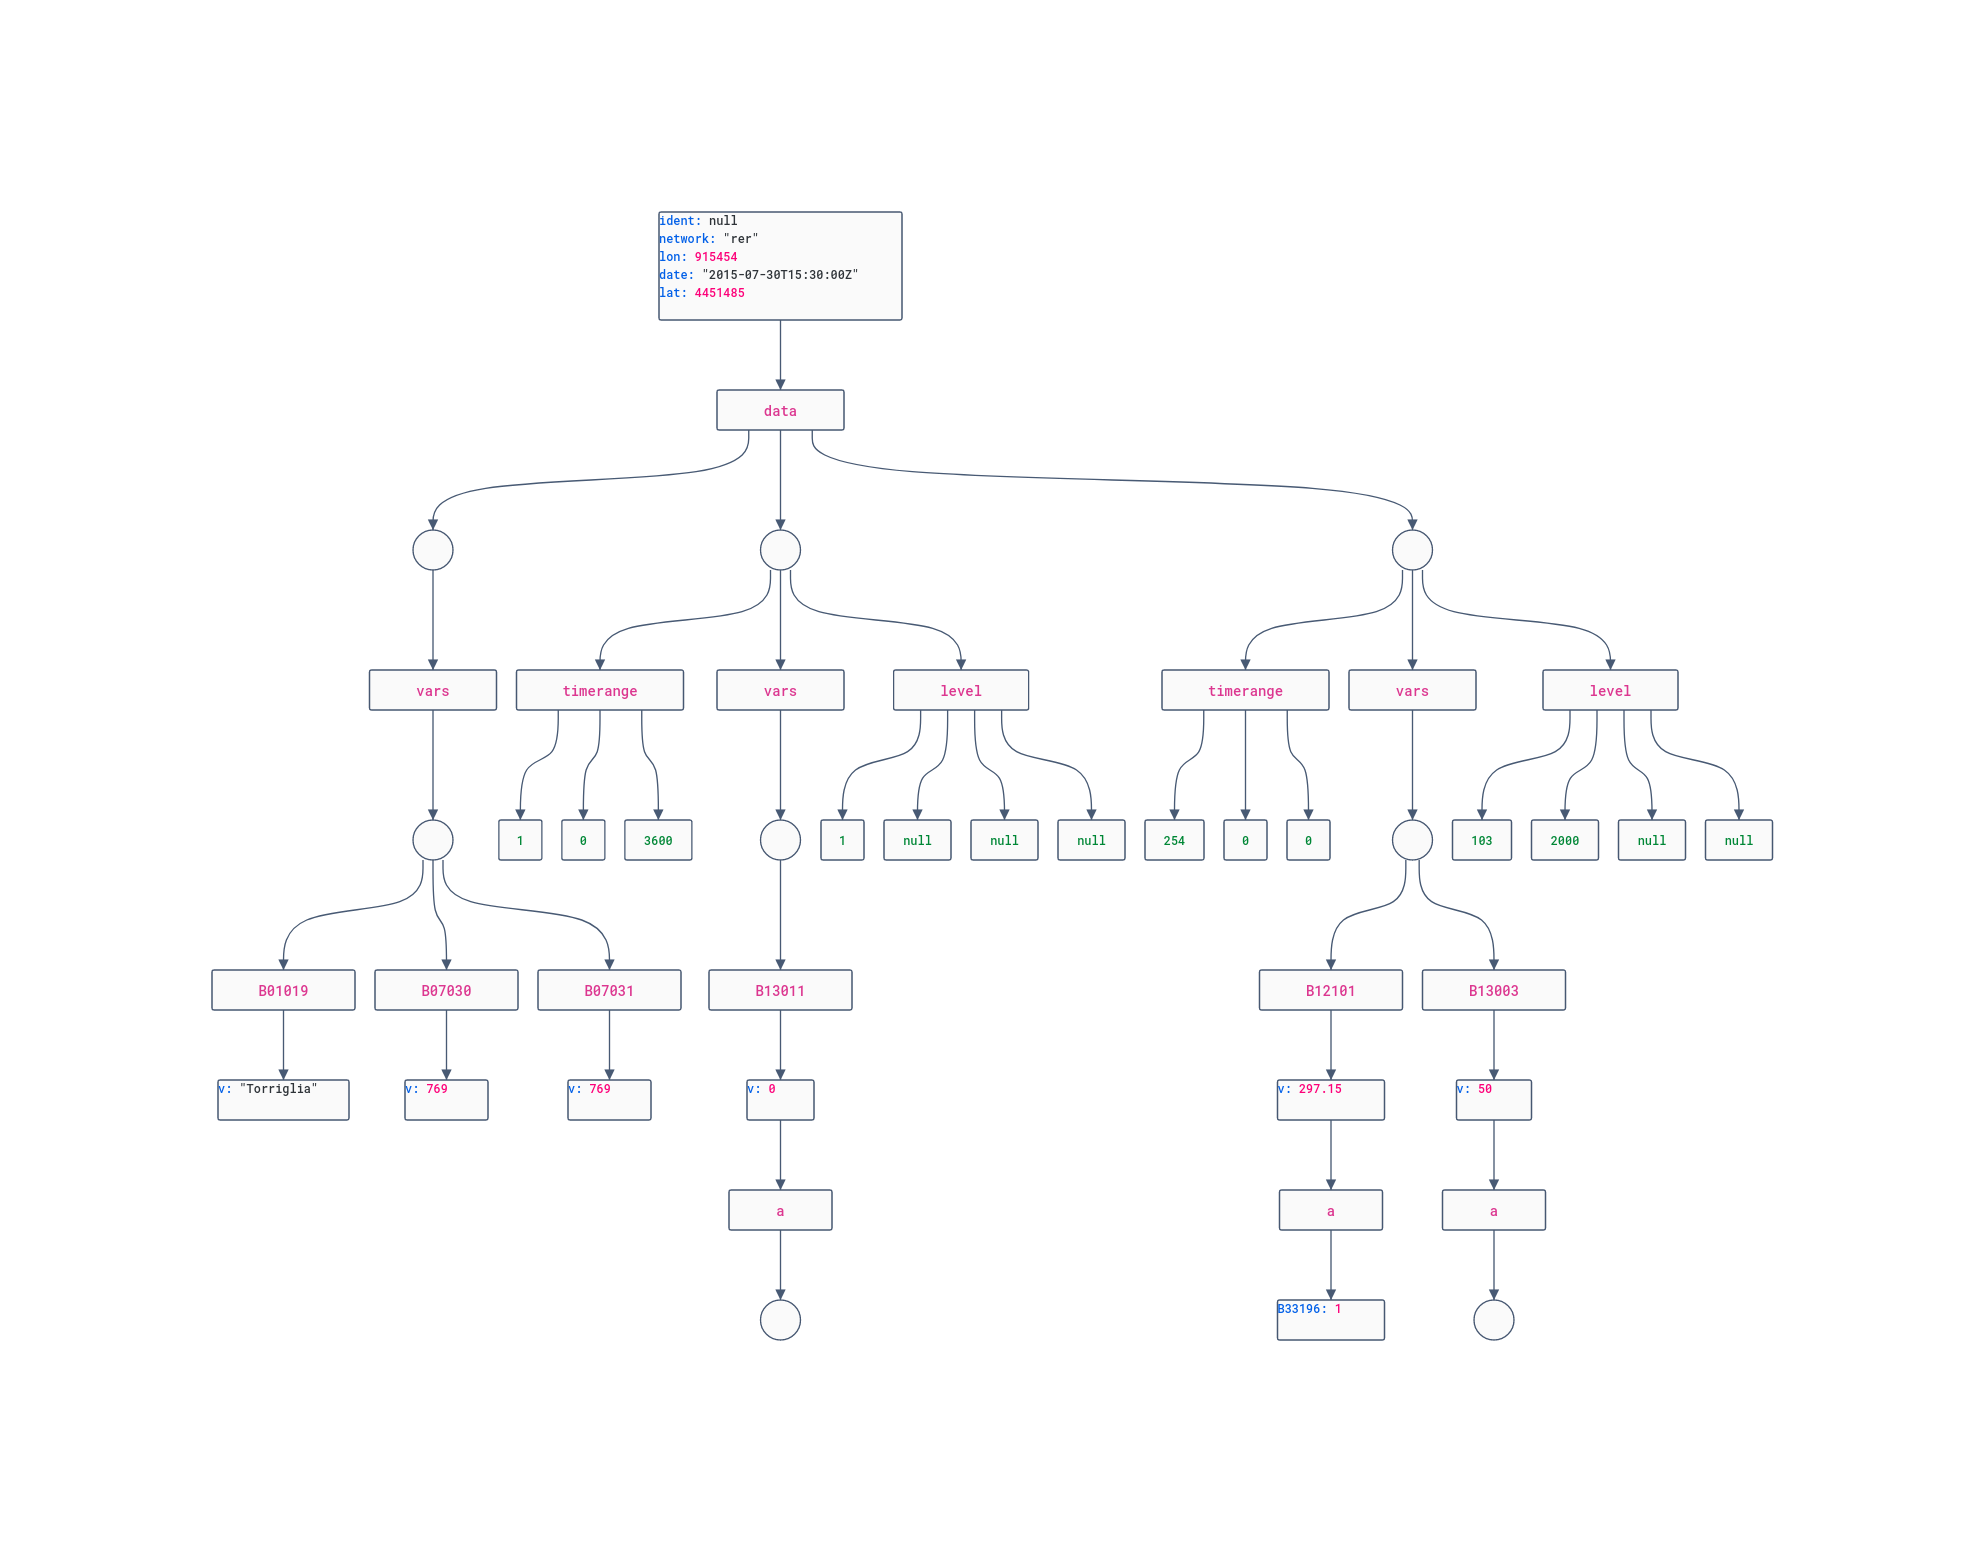 ident: null
network: "rer"
lon: 915454
date: "2015-07-30T15:30:00Z"
lat: 4451485
data
vars
timerange
vars
level
timerange
vars
level
1
0
3600
1
null
null
null
254
0
0
103
2000
null
null
B01019
B07030
B07031
B13011
B12101
B13003
v: "Torriglia"
v: 769
v: 769
v: 0
v: 297.15
v: 50
a
a
a
B33196: 1